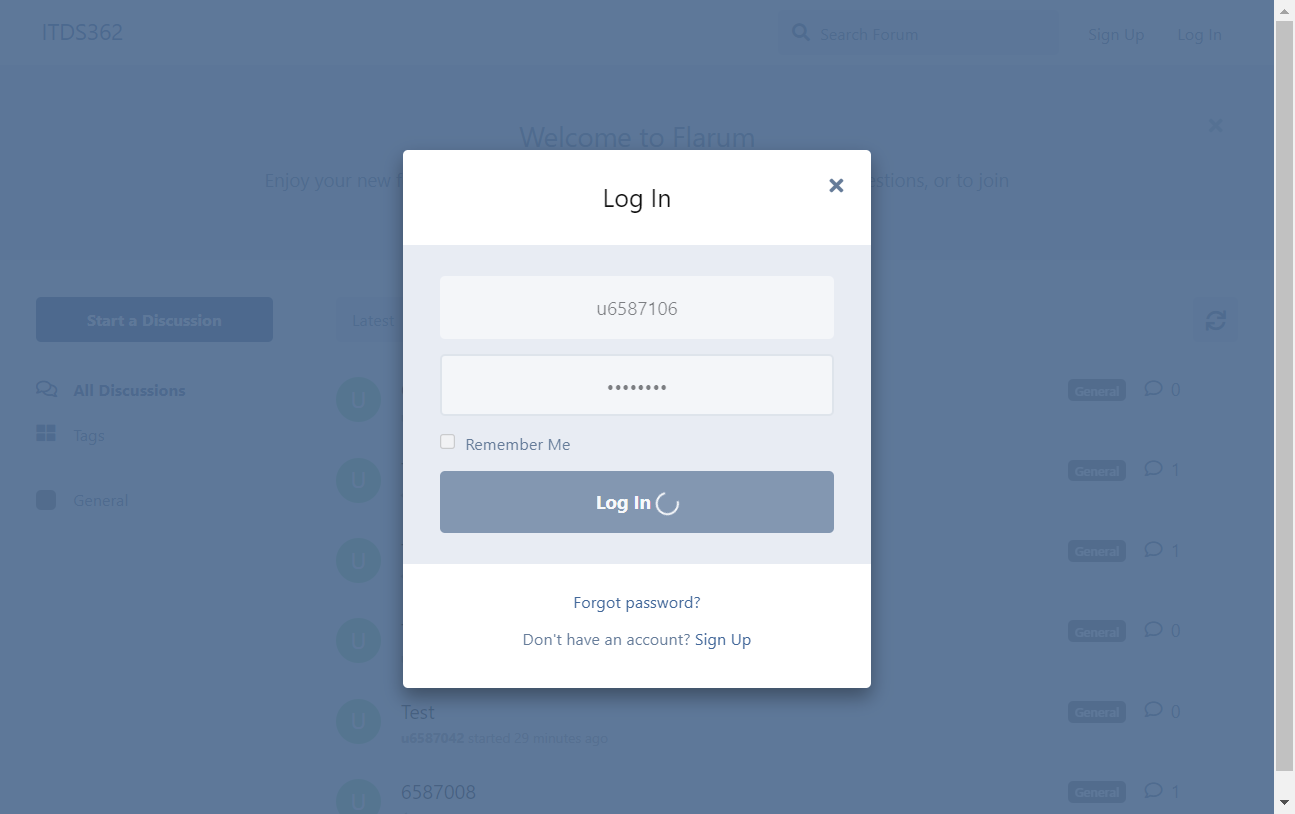 ITDS362
Search Forum
Sign Up
Log In
Welcome to Flarum
Enjoy your new
estions, or to join
Log In
u6587106
••••••••
Remember Me
Log In
Forgot password?
Don't have an account? Sign Up
Start a Discussion
Latest
All Discussions
Tags
General
U
General
0
U
General
1
U
General
1
U
General
0
U
Test
u6587042 started 29 minutes ago
General
0
U
6587008
General
1